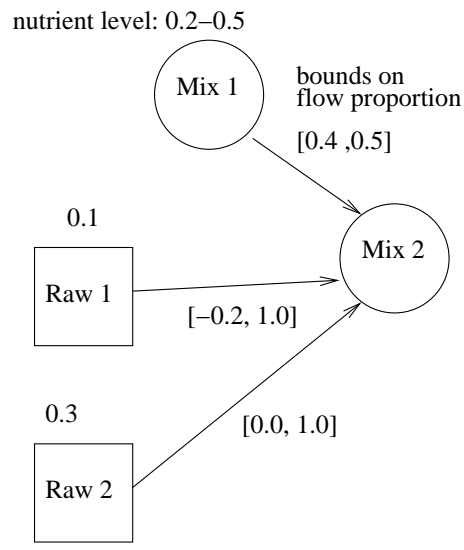 nutrient level: 0.2–0.5
Mix 1
bounds on
flow proportion
[0.4 ,0.5]
0.1
Mix 2
Raw 1
[−0.2, 1.0]
0.3
[0.0, 1.0]
Raw 2